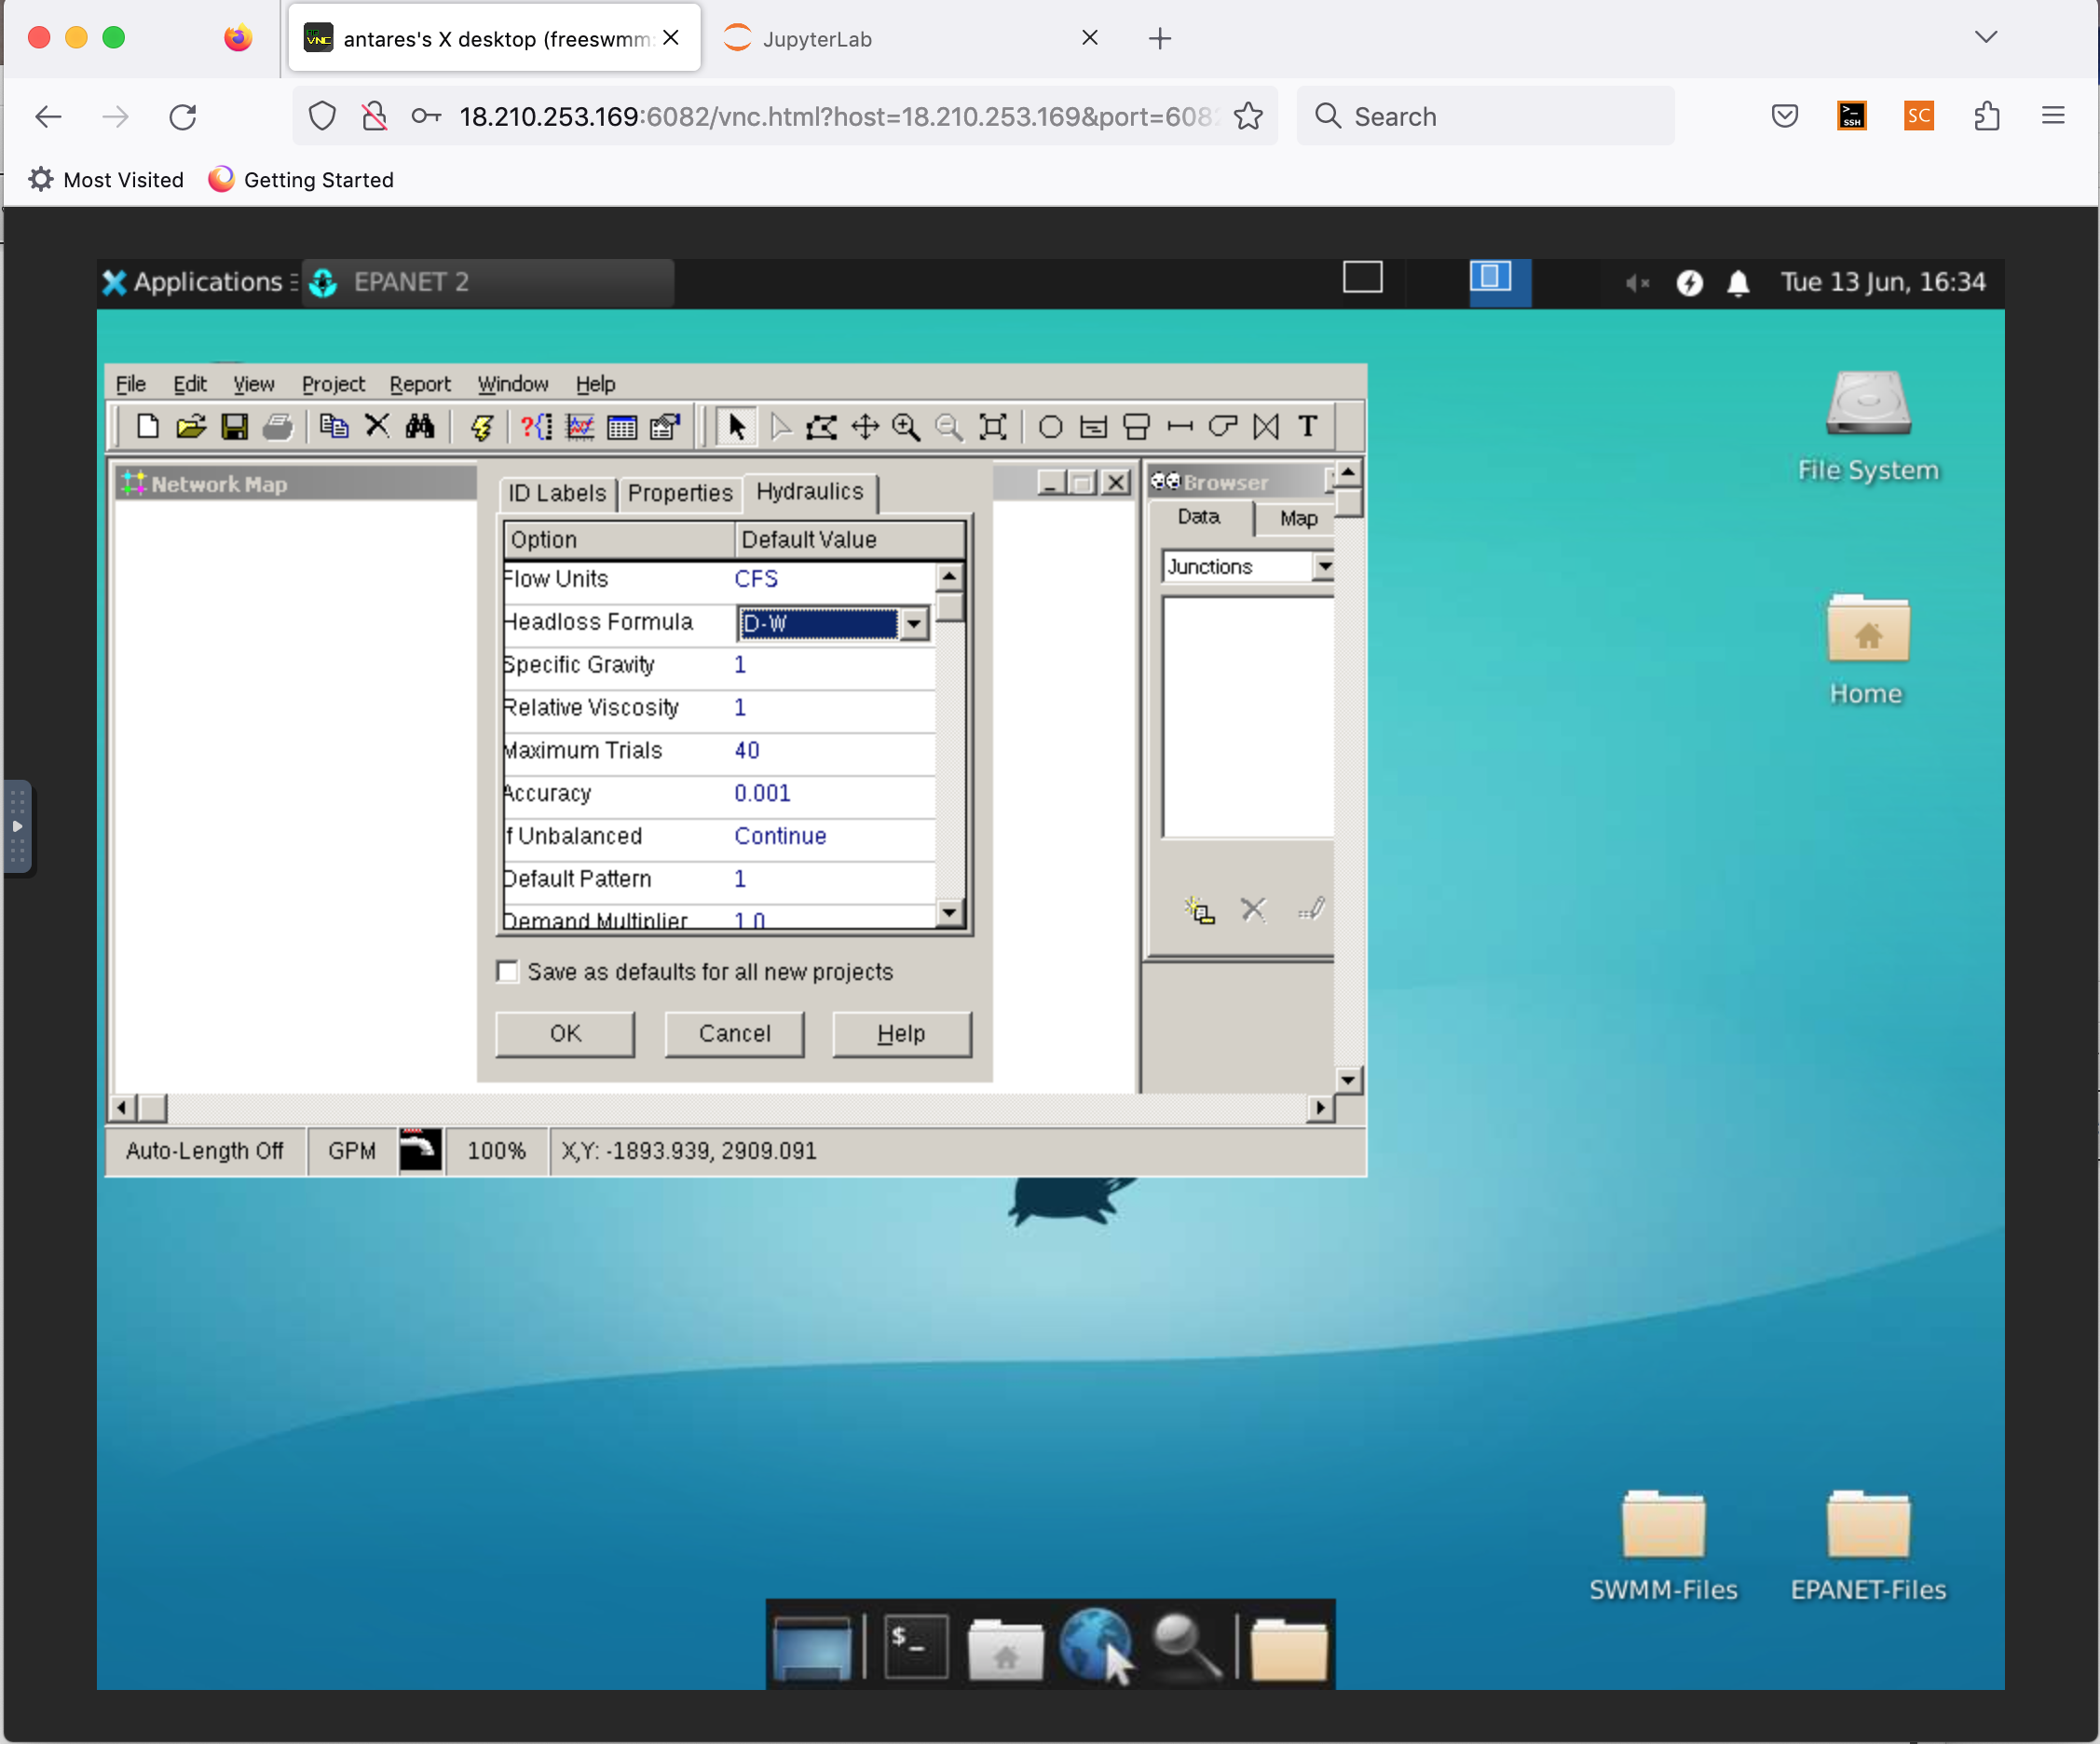 antares's X desktop (freeswmm:
JupyterLab
18.210.253.169:6082/vnc.html?host=18.210.253.169&port=608
Search
SSH
SC
Most Visited
Getting Started
Applications
EPANET 2
Tue 13 Jun, 16:34
File Edit View Project Report Window Help
Network Map
ID Labels Properties Hydraulics
Option Default Value
Flow Units CFS
Headloss Formula D-W
Specific Gravity 1
Relative Viscosity 1
Maximum Trials 40
Accuracy 0.001
If Unbalanced Continue
Default Pattern 1
Demand Multiplier 1.0
Save as defaults for all new projects
OK Cancel Help
Browser
Data Map
Junctions
Auto-Length Off GPM 100% X,Y: -1893.939, 2909.091
File System
Home
SWMM-Files
EPANET-Files